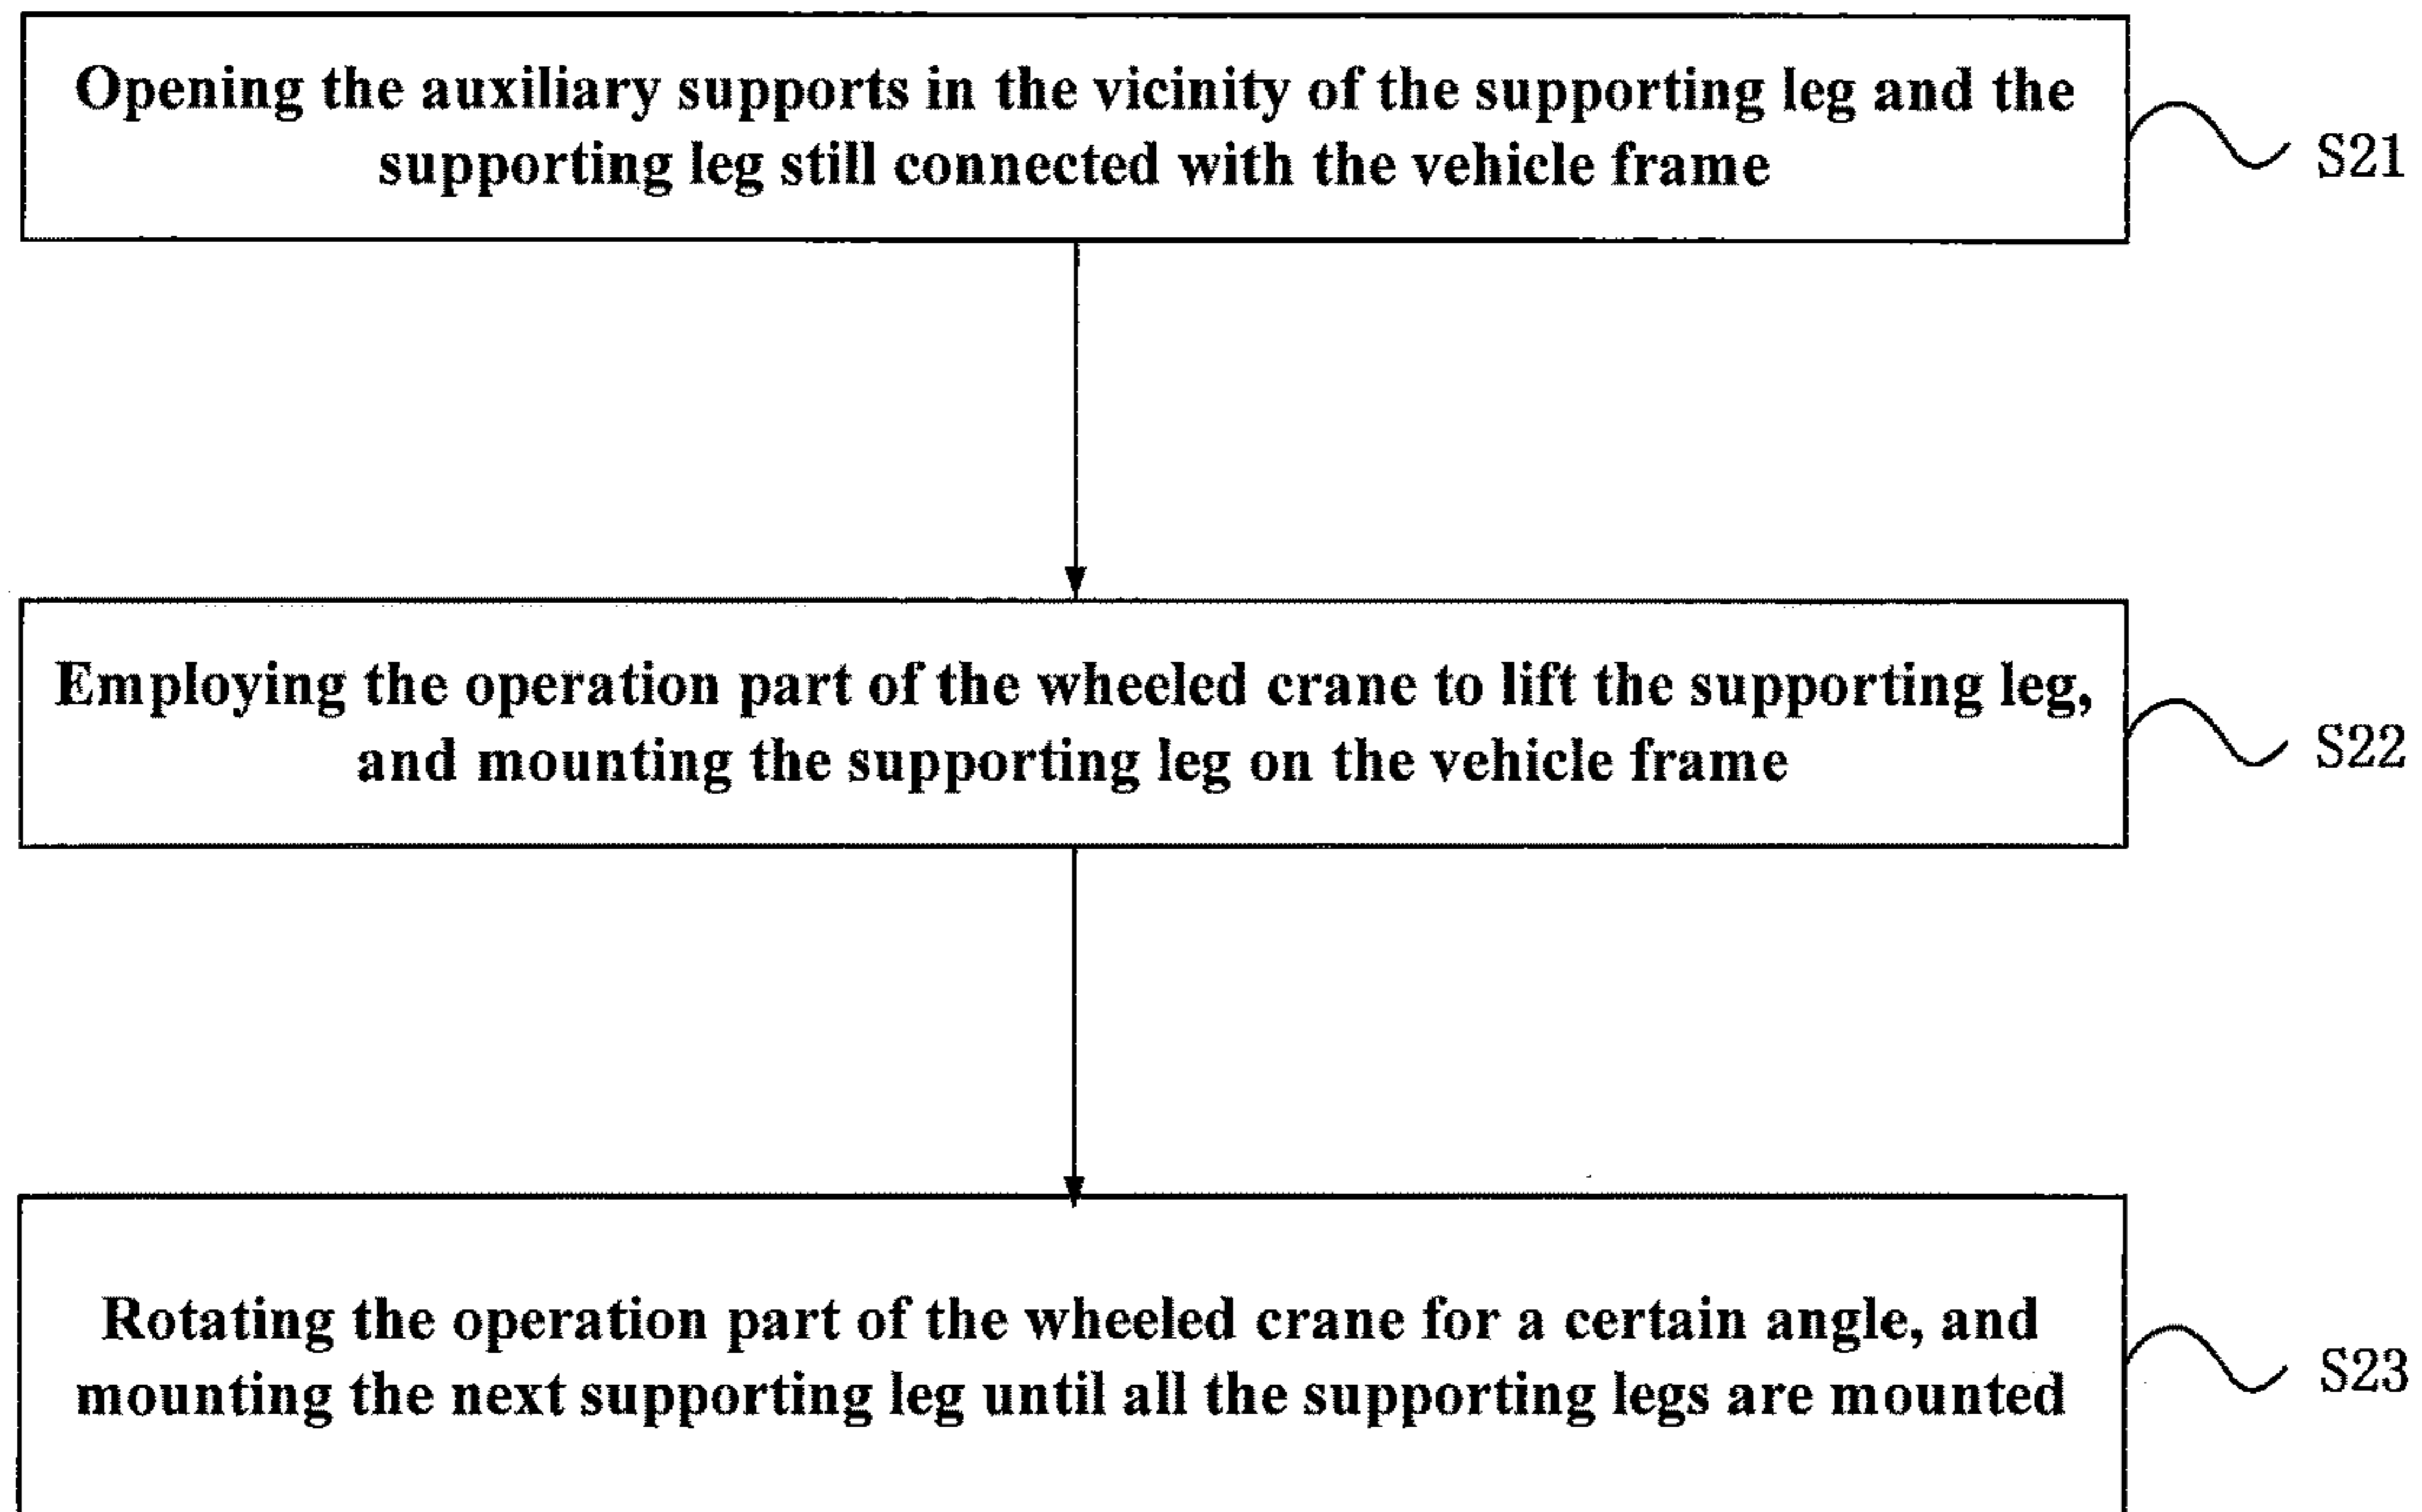 Opening the auxiliary supports in the vicinity of the supporting leg and the
supporting leg still connected with the vehicle frame
S21
Employing the operation part of the wheeled crane to lift the supporting leg,
and mounting the supporting leg on the vehicle frame
S22
Rotating the operation part of the wheeled crane for a certain angle, and
mounting the next supporting leg until all the supporting legs are mounted
S23